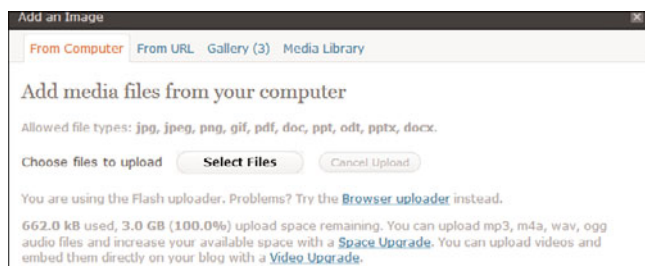 Add an Image
From Computer From URL Gallery (3) Media Library
Add media files from your computer
Allowed file types: jpg, jpeg, png, gif, pdf, doc, ppt, odt, pptx, docx.
Choose files to upload Select Files Cancel Upload
You are using the Flash uploader. Problems? Try the Browser uploader instead.
662.0 kB used, 3.0 GB (100.0%) upload space remaining. You can upload mp3, m4a, wav, ogg
audio files and increase your available space with a Space Upgrade. You can upload videos and
embed them directly on your blog with a Video Upgrade.